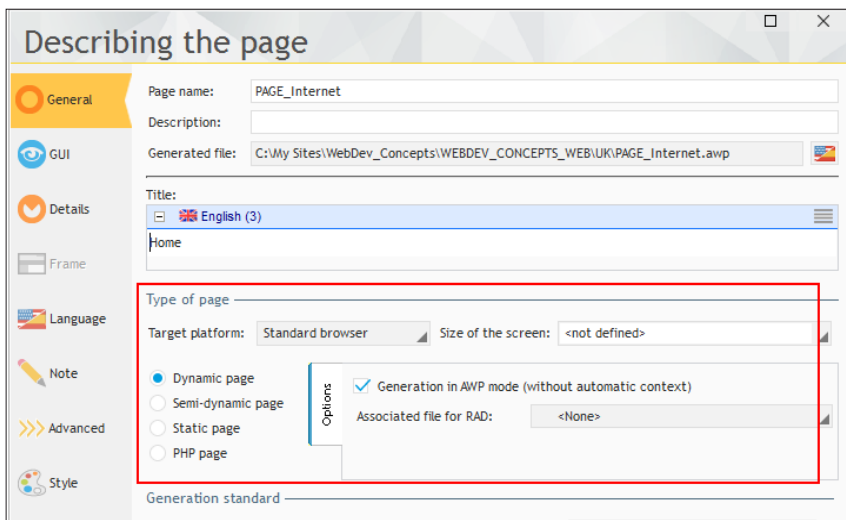 Describing the page
General
Page name: PAGE_Internet
Description:
GUI
Generated file: C:\My Sites\WebDev_Concepts\WEBDEV_CONCEPTS_WEB\UK\PAGE_Internet.awp
Title:
Details
English (3)
Home
Frame
Type of page
Language
Target platform: Standard browser Size of the screen: <not defined>
Note
Dynamic page
Options
Generation in AWP mode (without automatic context)
Semi-dynamic page
Associated file for RAD: <None>
Advanced
Static page
PHP page
Style
Generation standard